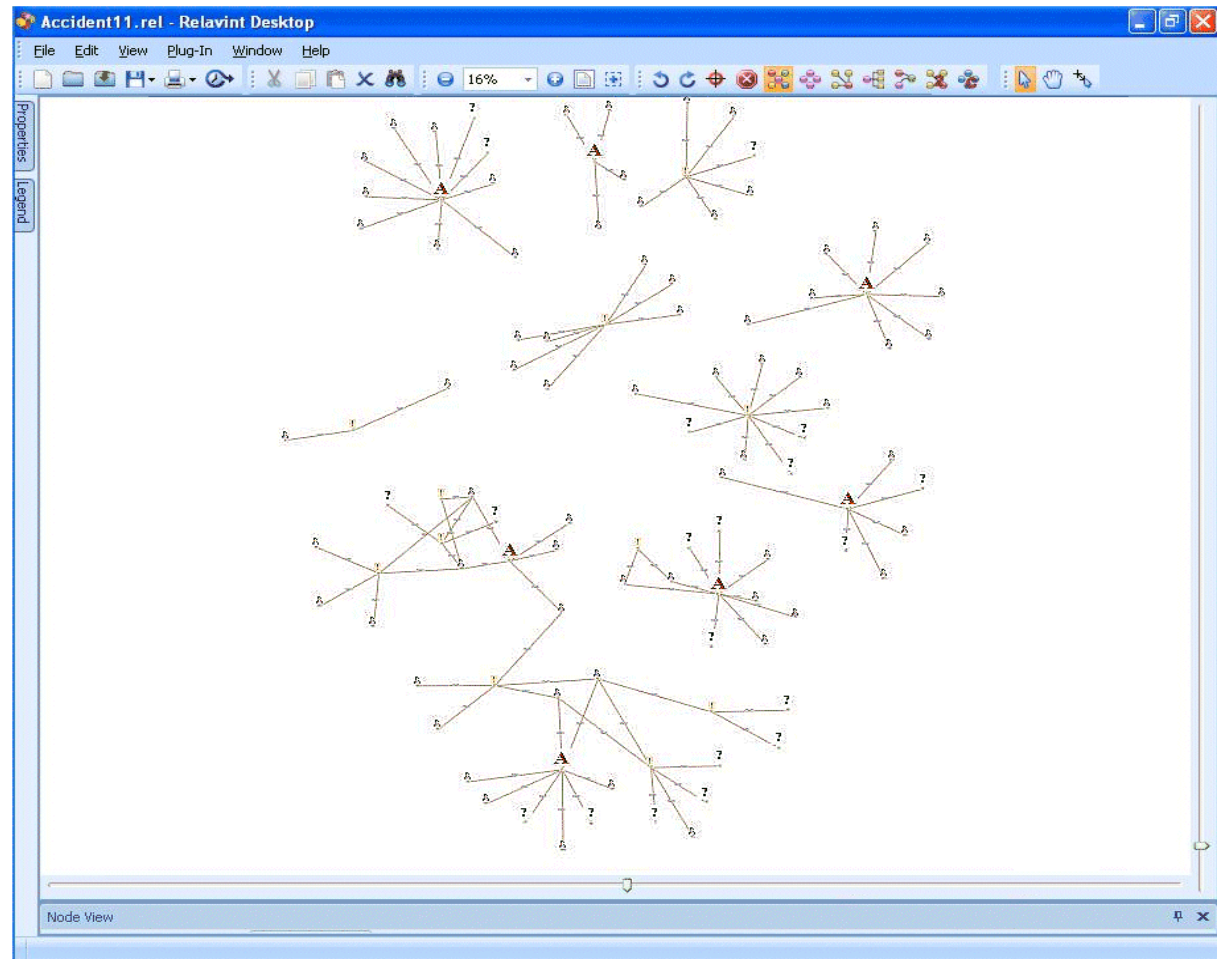 Accident11.rel - Relavint Desktop
File Edit View Plug-In Window Help
16%
Properties
Legend
? ? A A ? !
A
!
!
! ? ? ?
A ? ?
? ! ? ! A !
? ? ! A ?
! ! ? ?
A ! ? ? ? ? ?
Node View